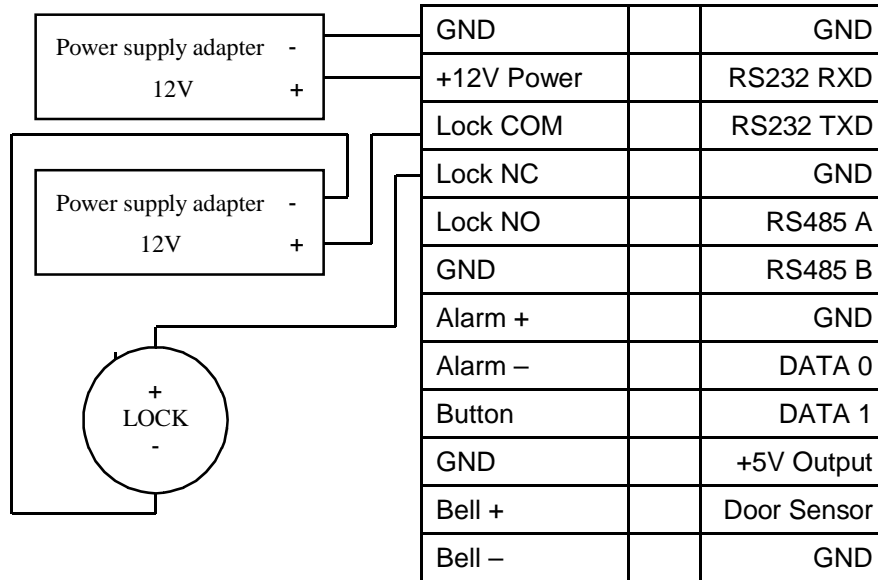 Power supply adapter -
12V +
Power supply adapter -
12V +
+
LOCK
-
GND GND
+12V Power RS232 RXD
Lock COM RS232 TXD
Lock NC GND
Lock NO RS485 A
GND RS485 B
Alarm + GND
Alarm – DATA 0
Button DATA 1
GND +5V Output
Bell + Door Sensor
Bell – GND